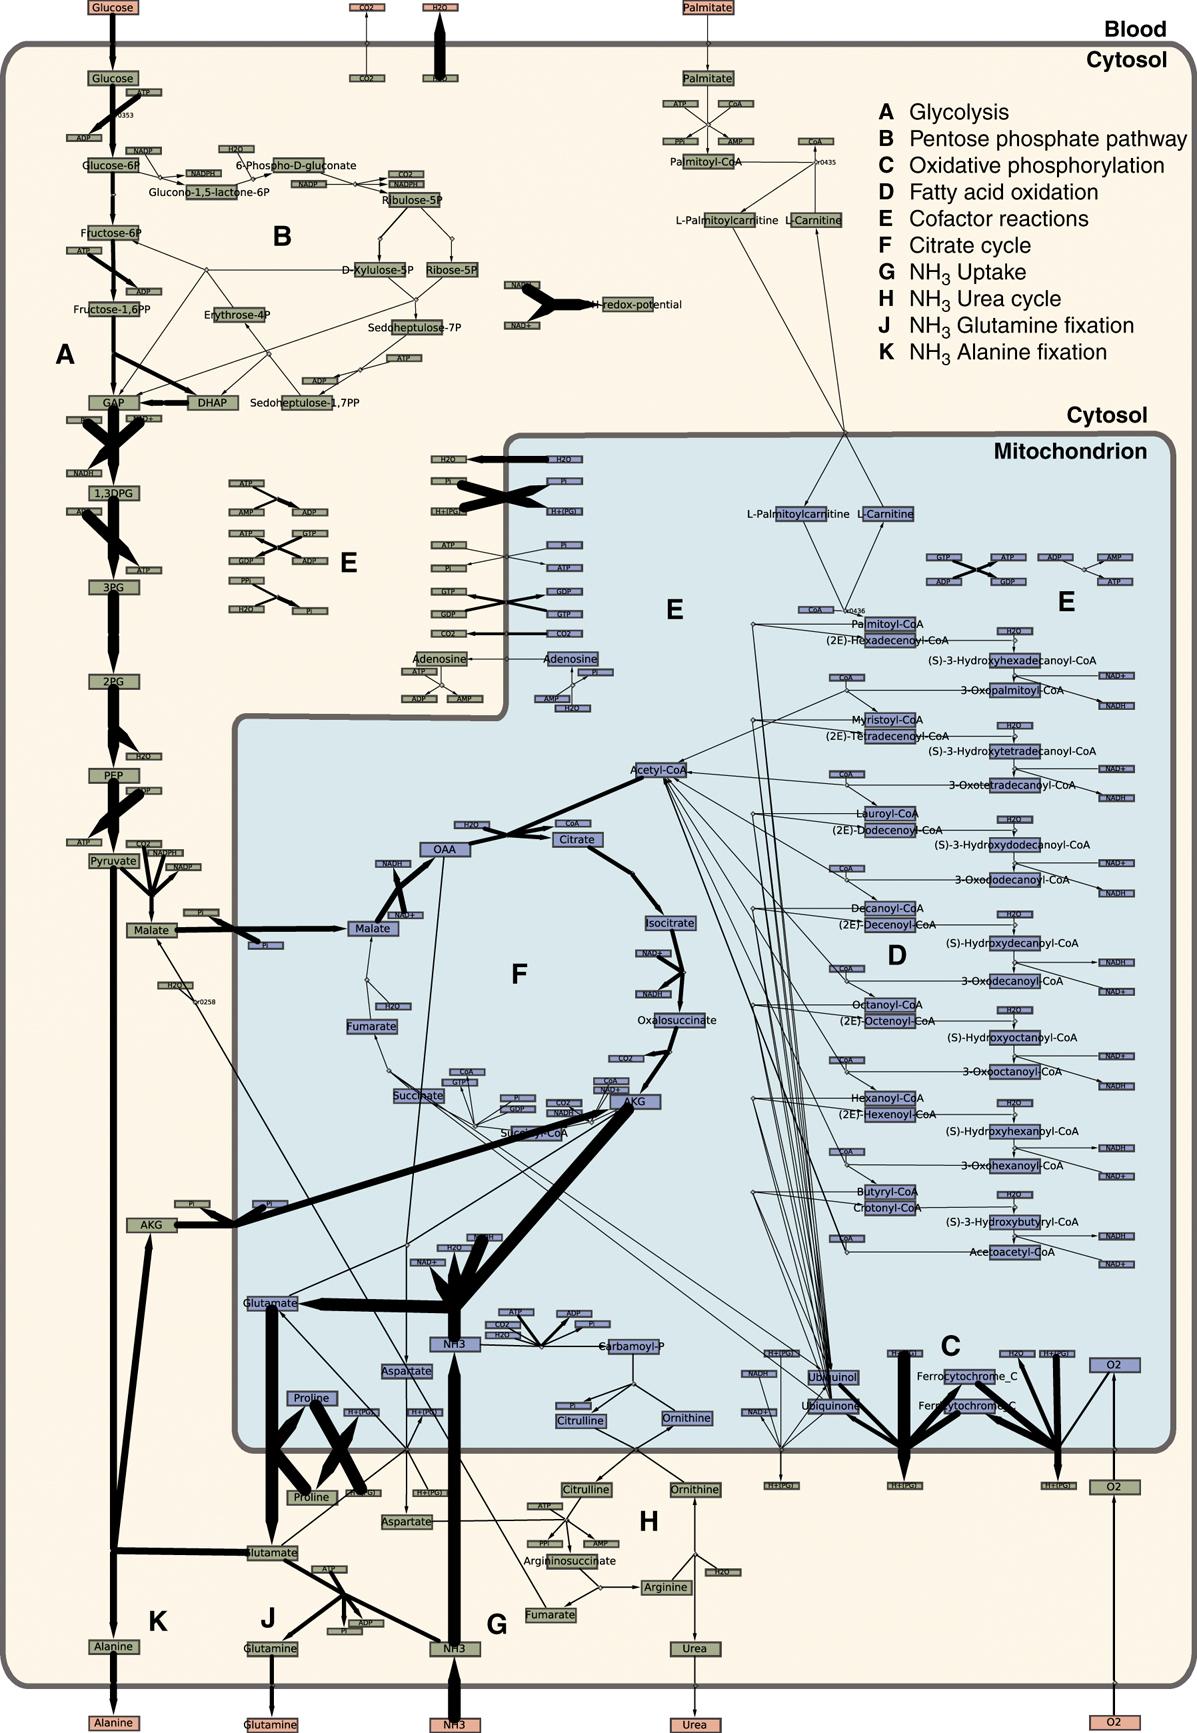 Glucose
CO2
H2O
Palmitate
Blood
Cytosol
Glucose
CO2
Palmitate
ATP
ATP
CoA
r0353
ADP
PPi
AMP
CoA
A Glycolysis
B Pentose phosphate pathway
C Oxidative phosphorylation
D Fatty acid oxidation
E Cofactor reactions
F Citrate cycle
G NH3 Uptake
H NH3 Urea cycle
J NH3 Glutamine fixation
K NH3 Alanine fixation
Glucose-6P
NADP
NADPH
H2O
6-Phospho-D-gluconate
Glucono-1,5-lactone-6P
NADP
CO2
NADPH
Ribulose-5P
Palmitoyl-CoA
r0435
L-Palmitoylcarnitine
L-Carnitine
Fructose-6P
B
ATP
ADP
D-Xylulose-5P
Ribose-5P
Fructose-1,6PP
Erythrose-4P
Sedoheptulose-7P
NAD+
H-redox-potential
A
ATP
ADP
GAP
DHAP
Sedoheptulose-1,7PP
NADH
Cytosol
Mitochondrion
H2O
H2O
1,3DPG
Pi
Pi
H+(PG)
H+(PG)
ATP
AMP
ADP
ATP
GTP
GDP
ADP
PPi
H2O
Pi
E
ATP
3PG
ATP
Pi
Pi
ATP
GTP
GDP
GDP
GTP
CO2
CO2
Adenosine
Adenosine
ATP
ADP
AMP
Pi
AMP
H2O
L-Palmitoylcarnitine
L-Carnitine
GTP
ATP
ADP
GDP
ADP
AMP
ATP
E
E
CoA
r0436
Palmitoyl-CoA
(2E)-Hexadecenoyl-CoA
H2O
(S)-3-Hydroxyhexadecanoyl-CoA
NAD+
CoA
3-Oxopalmitoyl-CoA
NADH
Myristoyl-CoA
(2E)-Tetradecenoyl-CoA
H2O
(S)-3-Hydroxytetradecanoyl-CoA
NAD+
CoA
3-Oxotetradecanoyl-CoA
NADH
Lauroyl-CoA
(2E)-Dodecenoyl-CoA
H2O
(S)-3-Hydroxydodecanoyl-CoA
NAD+
CoA
3-Oxododecanoyl-CoA
NADH
Decanoyl-CoA
(2E)-Decenoyl-CoA
H2O
(S)-Hydroxydecanoyl-CoA
D
NADH
CoA
3-Oxodecanoyl-CoA
NAD+
Octanoyl-CoA
(2E)-Octenoyl-CoA
H2O
(S)-Hydroxyoctanoyl-CoA
NAD+
CoA
3-Oxooctanoyl-CoA
NADH
Hexanoyl-CoA
(2E)-Hexenoyl-CoA
H2O
(S)-Hydroxyhexanoyl-CoA
NADH
CoA
3-Oxohexanoyl-CoA
NAD+
Butyryl-CoA
Crotonyl-CoA
H2O
(S)-3-Hydroxybutyryl-CoA
NADH
CoA
Acetoacetyl-CoA
NAD+
2PG
H2O
PEP
ATP
Pyruvate
CO2
NADPH
NADP
Malate
Pi
Pi
H2O
r0258
Acetyl-CoA
H2O
CoA
OAA
Citrate
NADH
NAD+
Malate
Isocitrate
NAD+
NADH
F
H2O
Fumarate
Oxalosuccinate
CO2
Succinate
CoA
GTP
Pi
GDP
CoA
NAD+
CO2
NADH
AKG
Succinyl-CoA
AKG
Pi
Pi
H2O
NAD+
Glutamate
NH3
ATP
CO2
H2O
ADP
Pi
Carbamoyl-P
Aspartate
Proline
H+(PG)
H+(PG)
Pi
Citrulline
Ornithine
H+(PG)
NADH
NAD+
Ubiquinol
Ubiquinone
H+(PG)
C
Ferrocytochrome_C
Ferricytochrome_C
H2O
H+(PG)
O2
Proline
H+(PG)
H+(PG)
Citrulline
Ornithine
H+(PG)
H+(PG)
H+(PG)
O2
Aspartate
ATP
PPi
AMP
H
Glutamate
ATP
Argininosuccinate
H2O
Arginine
Fumarate
K
J
Pi
ADP
G
Alanine
Glutamine
NH3
Urea
Alanine
Glutamine
NH3
Urea
O2